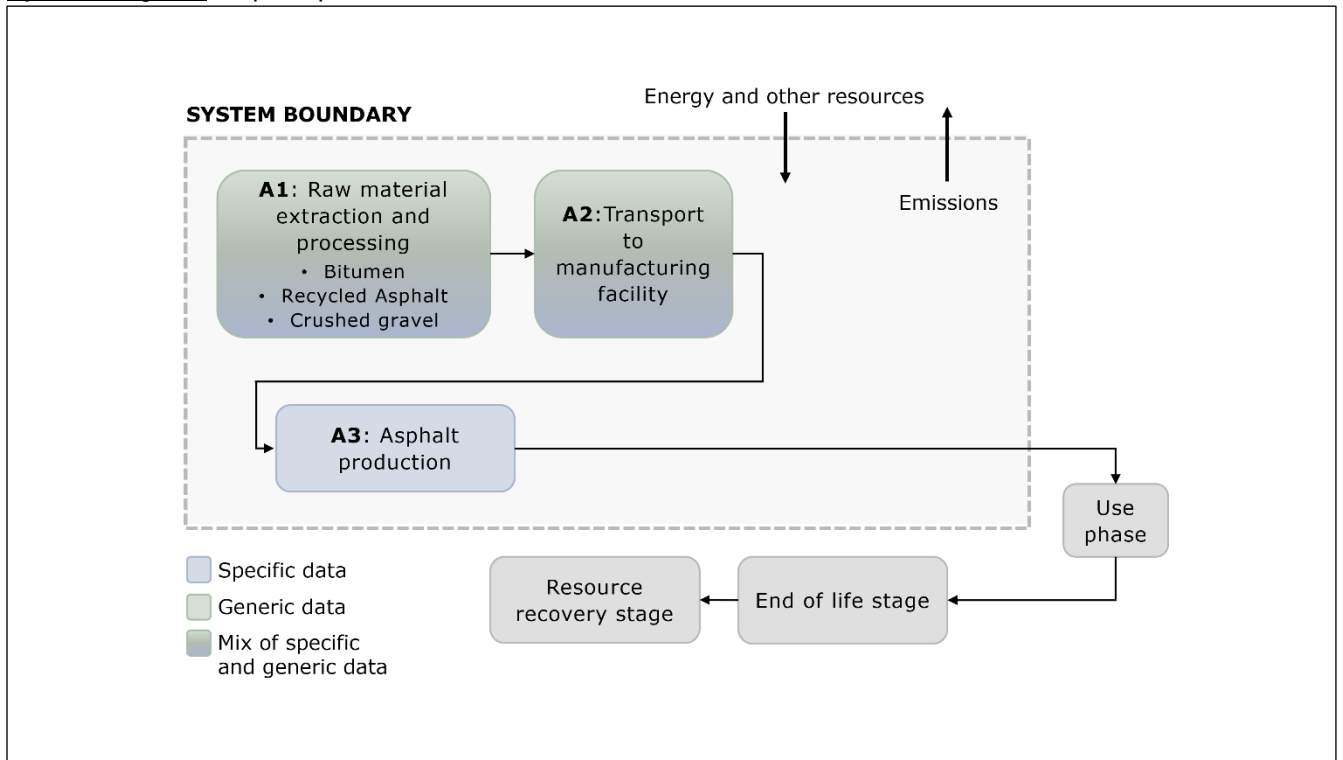 Energy and other resources
SYSTEM BOUNDARY
Emissions
A1: Raw material
extraction and
processing
• Bitumen
• Recycled Asphalt
• Crushed gravel
A2:Transport
to
manufacturing
facility
A3: Asphalt
production
Use
phase
End of life stage
Resource
recovery stage
Specific data
Generic data
Mix of specific
and generic data